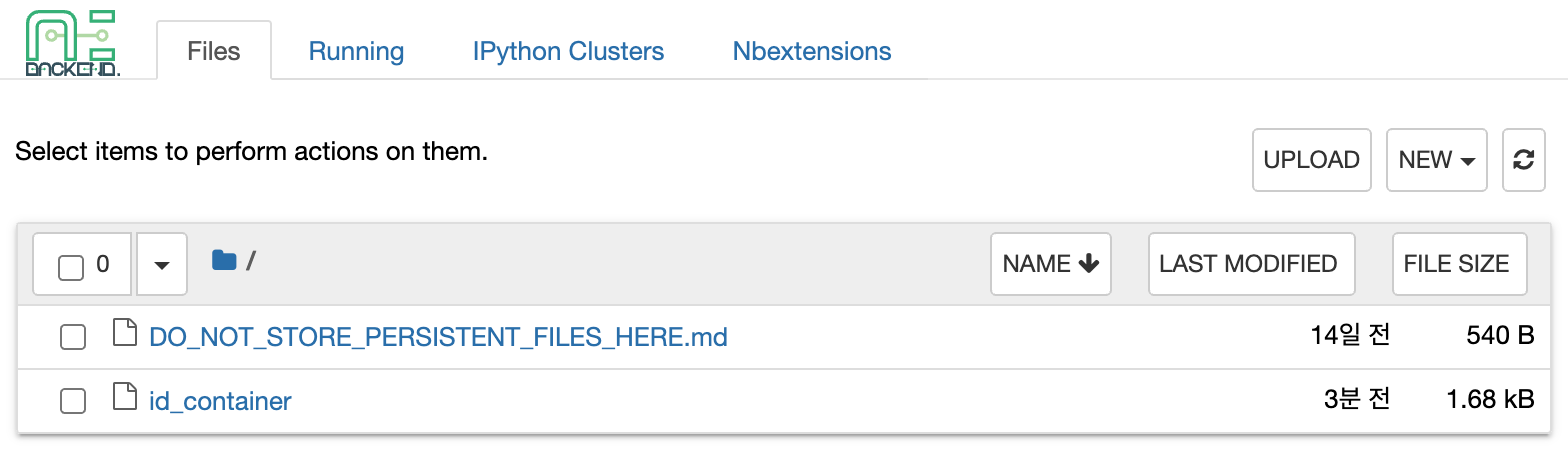 Files Running IPython Clusters Nbextensions
Select items to perform actions on them.
UPLOAD NEW
0 / NAME LAST MODIFIED FILE SIZE
DO_NOT_STORE_PERSISTENT_FILES_HERE.md 14일 전 540 B
id_container 3분 전 1.68 kB